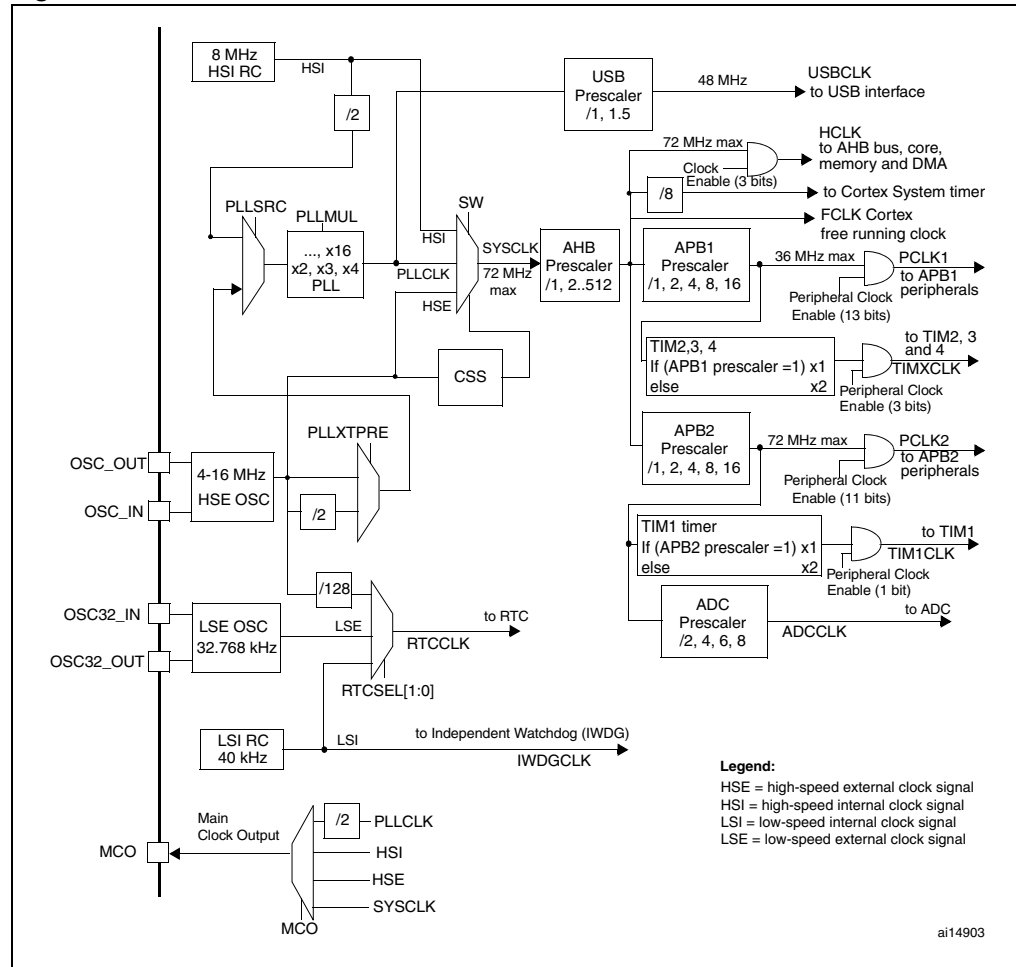 8 MHz
HSI RC
HSI
/2
USB
Prescaler
/1, 1.5
48 MHz
USBCLK
to USB interface
72 MHz max
Clock
Enable (3 bits)
HCLK
to AHB bus, core,
memory and DMA
/8
to Cortex System timer
FCLK Cortex
free running clock
PLLSRC
PLLMUL
..., x16
x2, x3, x4
PLL
SW
HSI
PLLCLK
HSE
SYSCLK
72 MHz
max
AHB
Prescaler
/1, 2..512
APB1
Prescaler
/1, 2, 4, 8, 16
36 MHz max
PCLK1
to APB1
peripherals
Peripheral Clock
Enable (13 bits)
TIM2,3, 4
If (APB1 prescaler =1) x1
else x2
to TIM2, 3
and 4
TIMXCLK
Peripheral Clock
Enable (3 bits)
CSS
PLLXTPRE
OSC_OUT
OSC_IN
4-16 MHz
HSE OSC
/2
APB2
Prescaler
/1, 2, 4, 8, 16
72 MHz max
PCLK2
to APB2
peripherals
Peripheral Clock
Enable (11 bits)
TIM1 timer
If (APB2 prescaler =1) x1
else x2
to TIM1
TIM1CLK
Peripheral Clock
Enable (1 bit)
/128
OSC32_IN
OSC32_OUT
LSE OSC
32.768 kHz
LSE
to RTC
RTCCLK
RTCSEL[1:0]
ADC
Prescaler
/2, 4, 6, 8
to ADC
ADCCLK
LSI RC
40 kHz
LSI
to Independent Watchdog (IWDG)
IWDGCLK
Legend:
HSE = high-speed external clock signal
HSI = high-speed internal clock signal
LSI = low-speed internal clock signal
LSE = low-speed external clock signal
Main
Clock Output
MCO
/2
PLLCLK
HSI
HSE
SYSCLK
MCO
ai14903